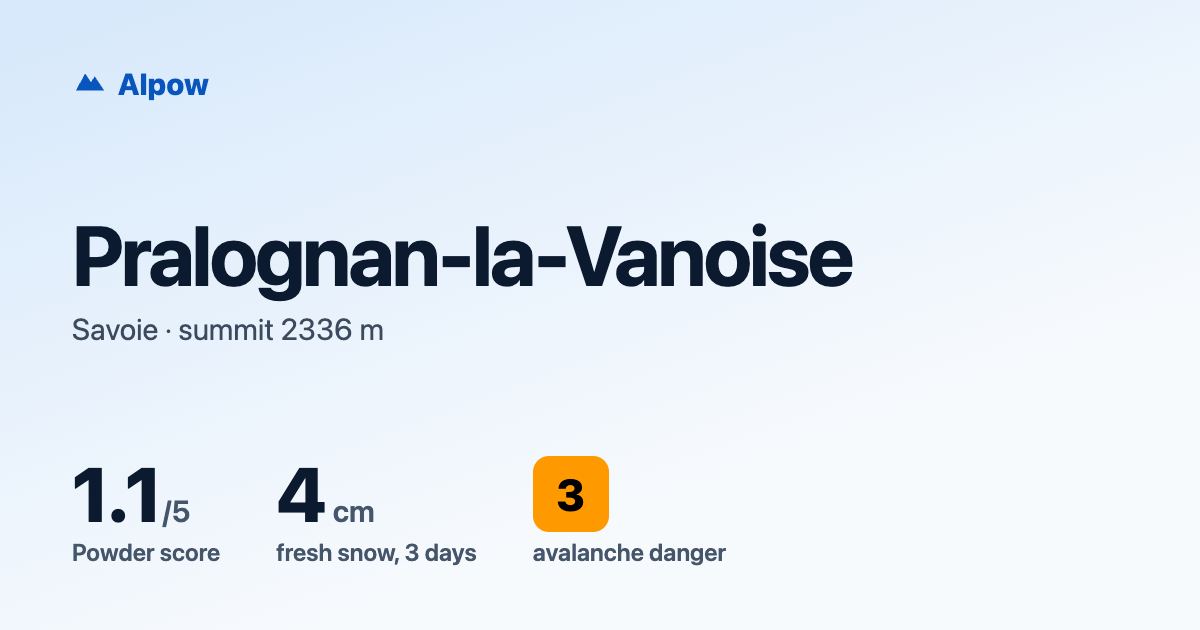 Alpow
Pralognan-la-Vanoise
Savoie · summit 2336 m
1.1/5 4 cm 3
Powder score fresh snow, 3 days avalanche danger